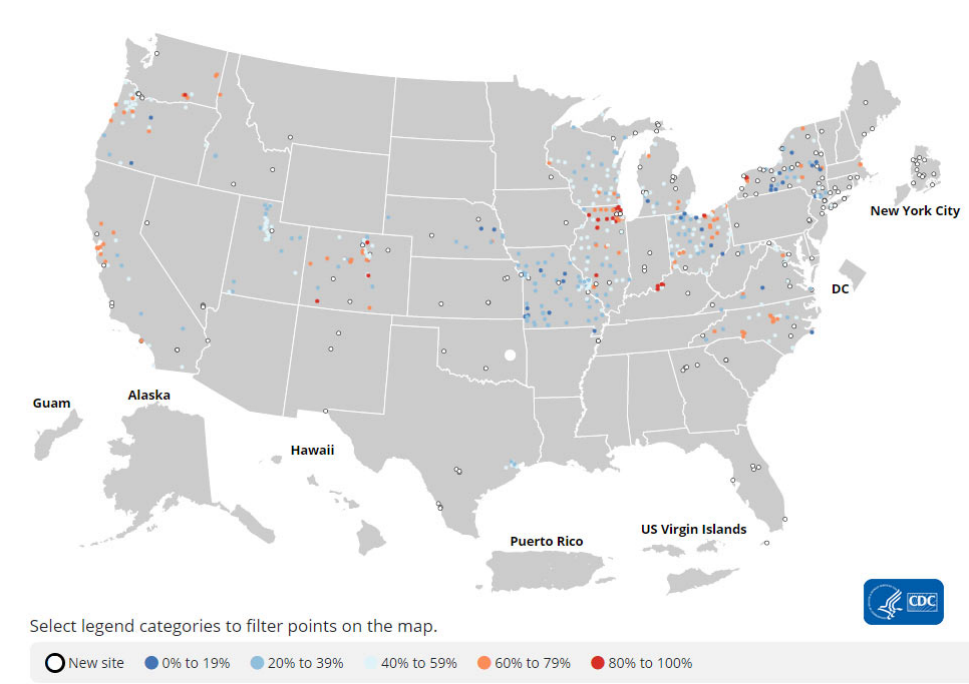 New York City
DC
Guam
Alaska
Hawaii
US Virgin Islands
Puerto Rico
CDC
Select legend categories to filter points on the map.
New site 0% to 19% 20% to 39% 40% to 59% 60% to 79% 80% to 100%